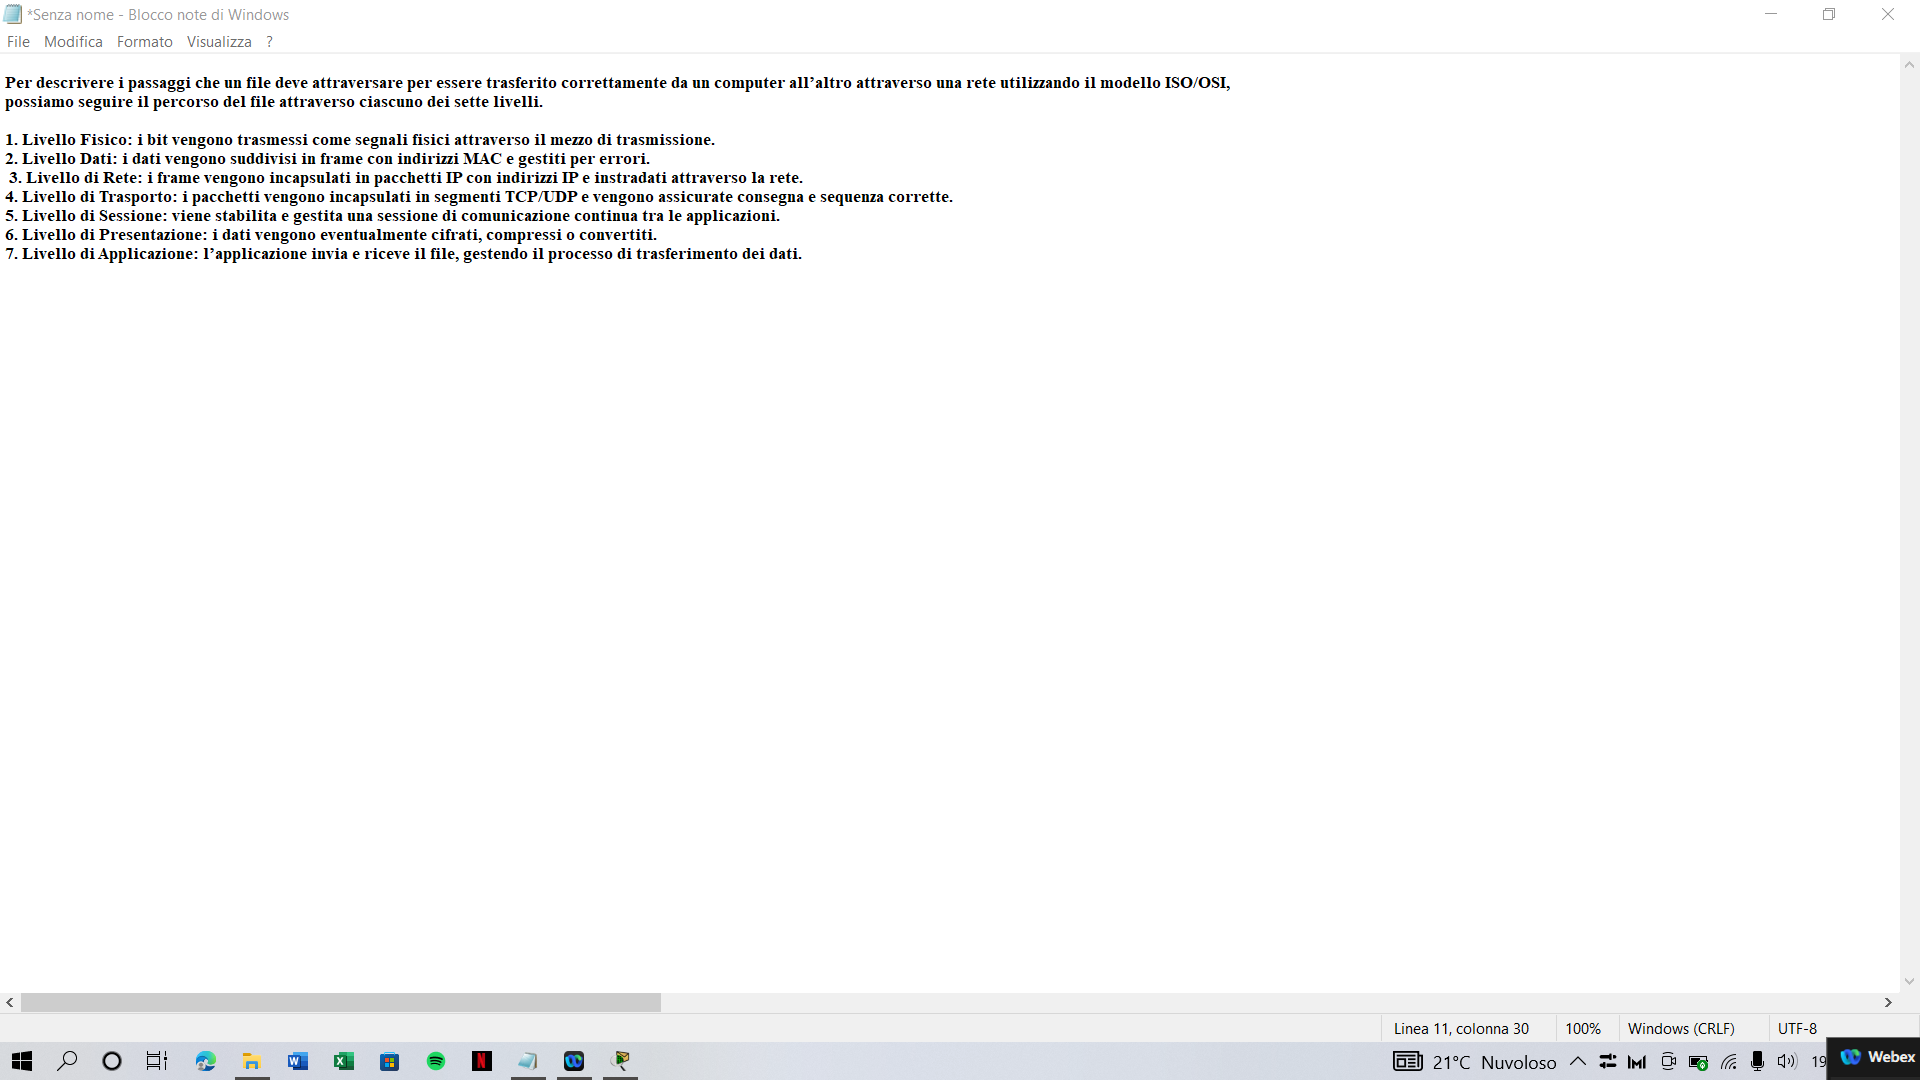 *Senza nome - Blocco note di Windows
File Modifica Formato Visualizza ?
Per descrivere i passaggi che un file deve attraversare per essere trasferito correttamente da un computer all’altro attraverso una rete utilizzando il modello ISO/OSI,
possiamo seguire il percorso del file attraverso ciascuno dei sette livelli.
1. Livello Fisico: i bit vengono trasmessi come segnali fisici attraverso il mezzo di trasmissione.
2. Livello Dati: i dati vengono suddivisi in frame con indirizzi MAC e gestiti per errori.
3. Livello di Rete: i frame vengono incapsulati in pacchetti IP con indirizzi IP e instradati attraverso la rete.
4. Livello di Trasporto: i pacchetti vengono incapsulati in segmenti TCP/UDP e vengono assicurate consegna e sequenza corrette.
5. Livello di Sessione: viene stabilita e gestita una sessione di comunicazione continua tra le applicazioni.
6. Livello di Presentazione: i dati vengono eventualmente cifrati, compressi o convertiti.
7. Livello di Applicazione: l’applicazione invia e riceve il file, gestendo il processo di trasferimento dei dati.
Linea 11, colonna 30 100% Windows (CRLF) UTF-8
21°C Nuvoloso 19 Webex